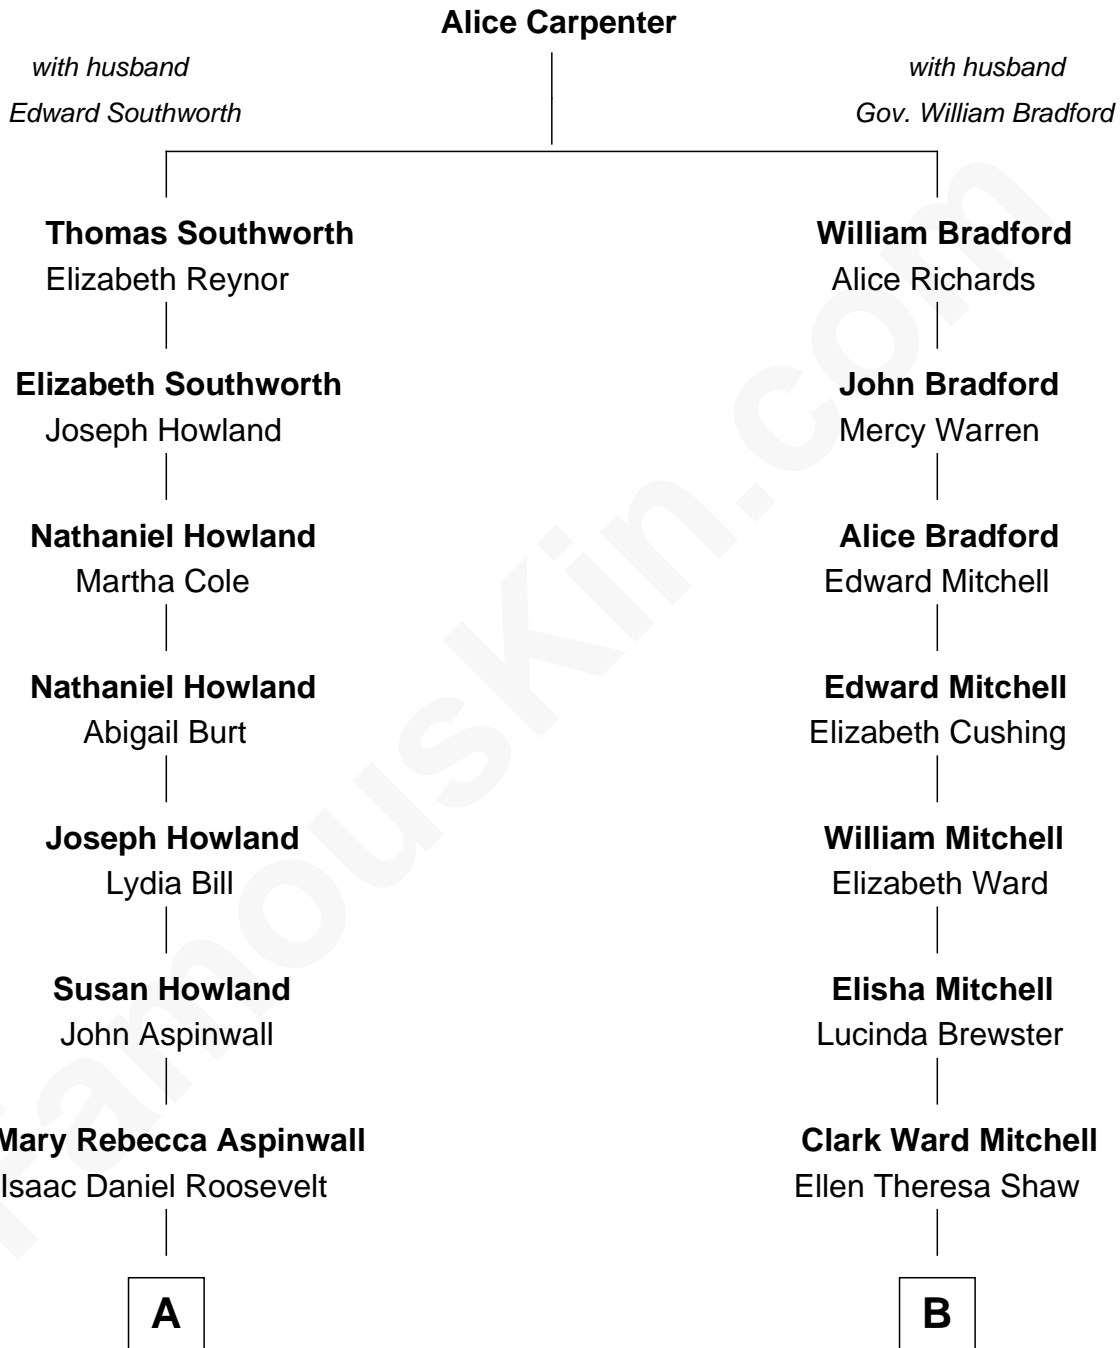 Alice Carpenter
with husband
Edward Southworth
with husband
Gov. William Bradford
Thomas Southworth
Elizabeth Reynor
William Bradford
Alice Richards
Elizabeth Southworth
Joseph Howland
John Bradford
Mercy Warren
Nathaniel Howland
Martha Cole
Alice Bradford
Edward Mitchell
Nathaniel Howland
Abigail Burt
Edward Mitchell
Elizabeth Cushing
Joseph Howland
Lydia Bill
William Mitchell
Elizabeth Ward
Susan Howland
John Aspinwall
Elisha Mitchell
Lucinda Brewster
Mary Rebecca Aspinwall
Isaac Daniel Roosevelt
Clark Ward Mitchell
Ellen Theresa Shaw
A
B
FamousKin.com